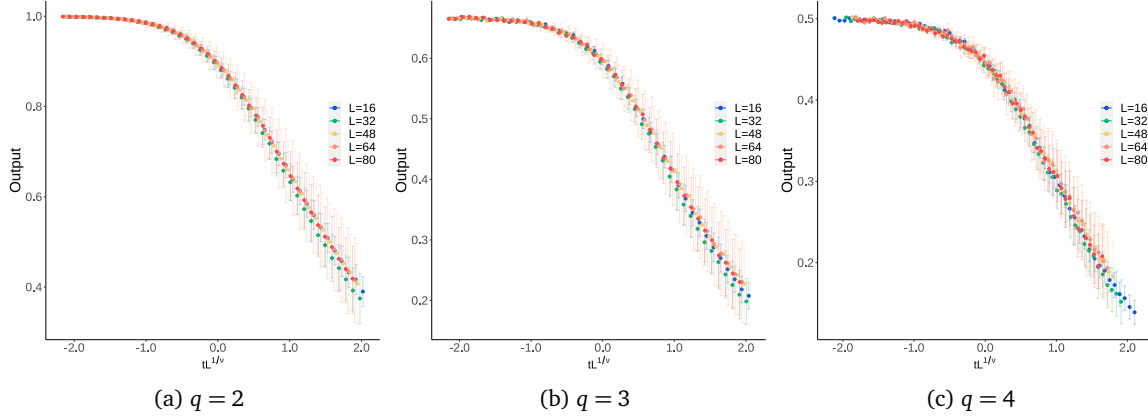 1.0
0.8
0.6
0.4
Output
-2.0 -1.0 0.0 1.0 2.0
tL^{1/ν}
L=16
L=32
L=48
L=64
L=80
(a) q = 2
0.6
0.5
0.4
0.3
0.2
Output
-2.0 -1.0 0.0 1.0 2.0
tL^{1/ν}
L=16
L=32
L=48
L=64
L=80
(b) q = 3
0.5
0.4
0.3
0.2
Output
-2.0 -1.0 0.0 1.0 2.0
tL^{1/ν}
L=16
L=32
L=48
L=64
L=80
(c) q = 4